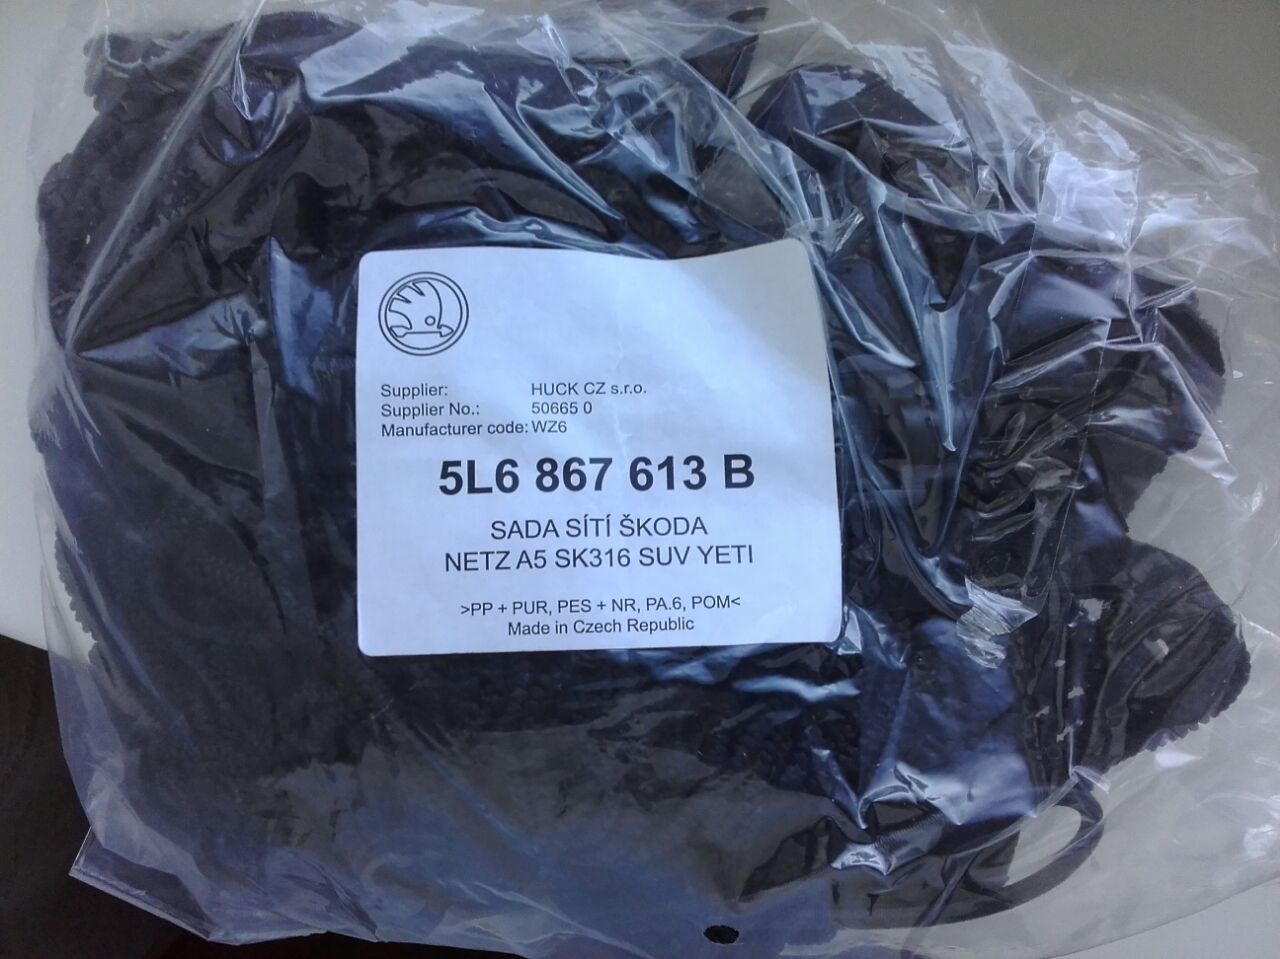 Supplier: HUCK CZ s.r.o.
Supplier No.: 50665 0
Manufacturer code: WZ6
5L6 867 613 B
SADA SÍTÍ ŠKODA
NETZ A5 SK316 SUV YETI
>PP + PUR, PES + NR, PA.6, POM<
Made in Czech Republic